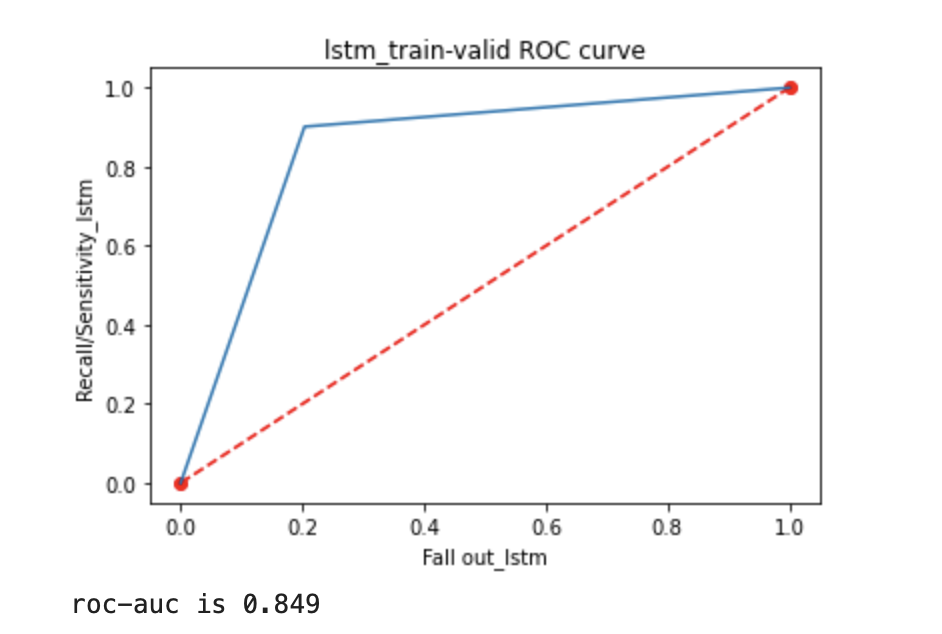 lstm_train-valid ROC curve
1.0
0.8
0.6
0.4
0.2
0.0
Recall/Sensitivity_lstm
0.0 0.2 0.4 0.6 0.8 1.0
Fall out_lstm
roc-auc is 0.849